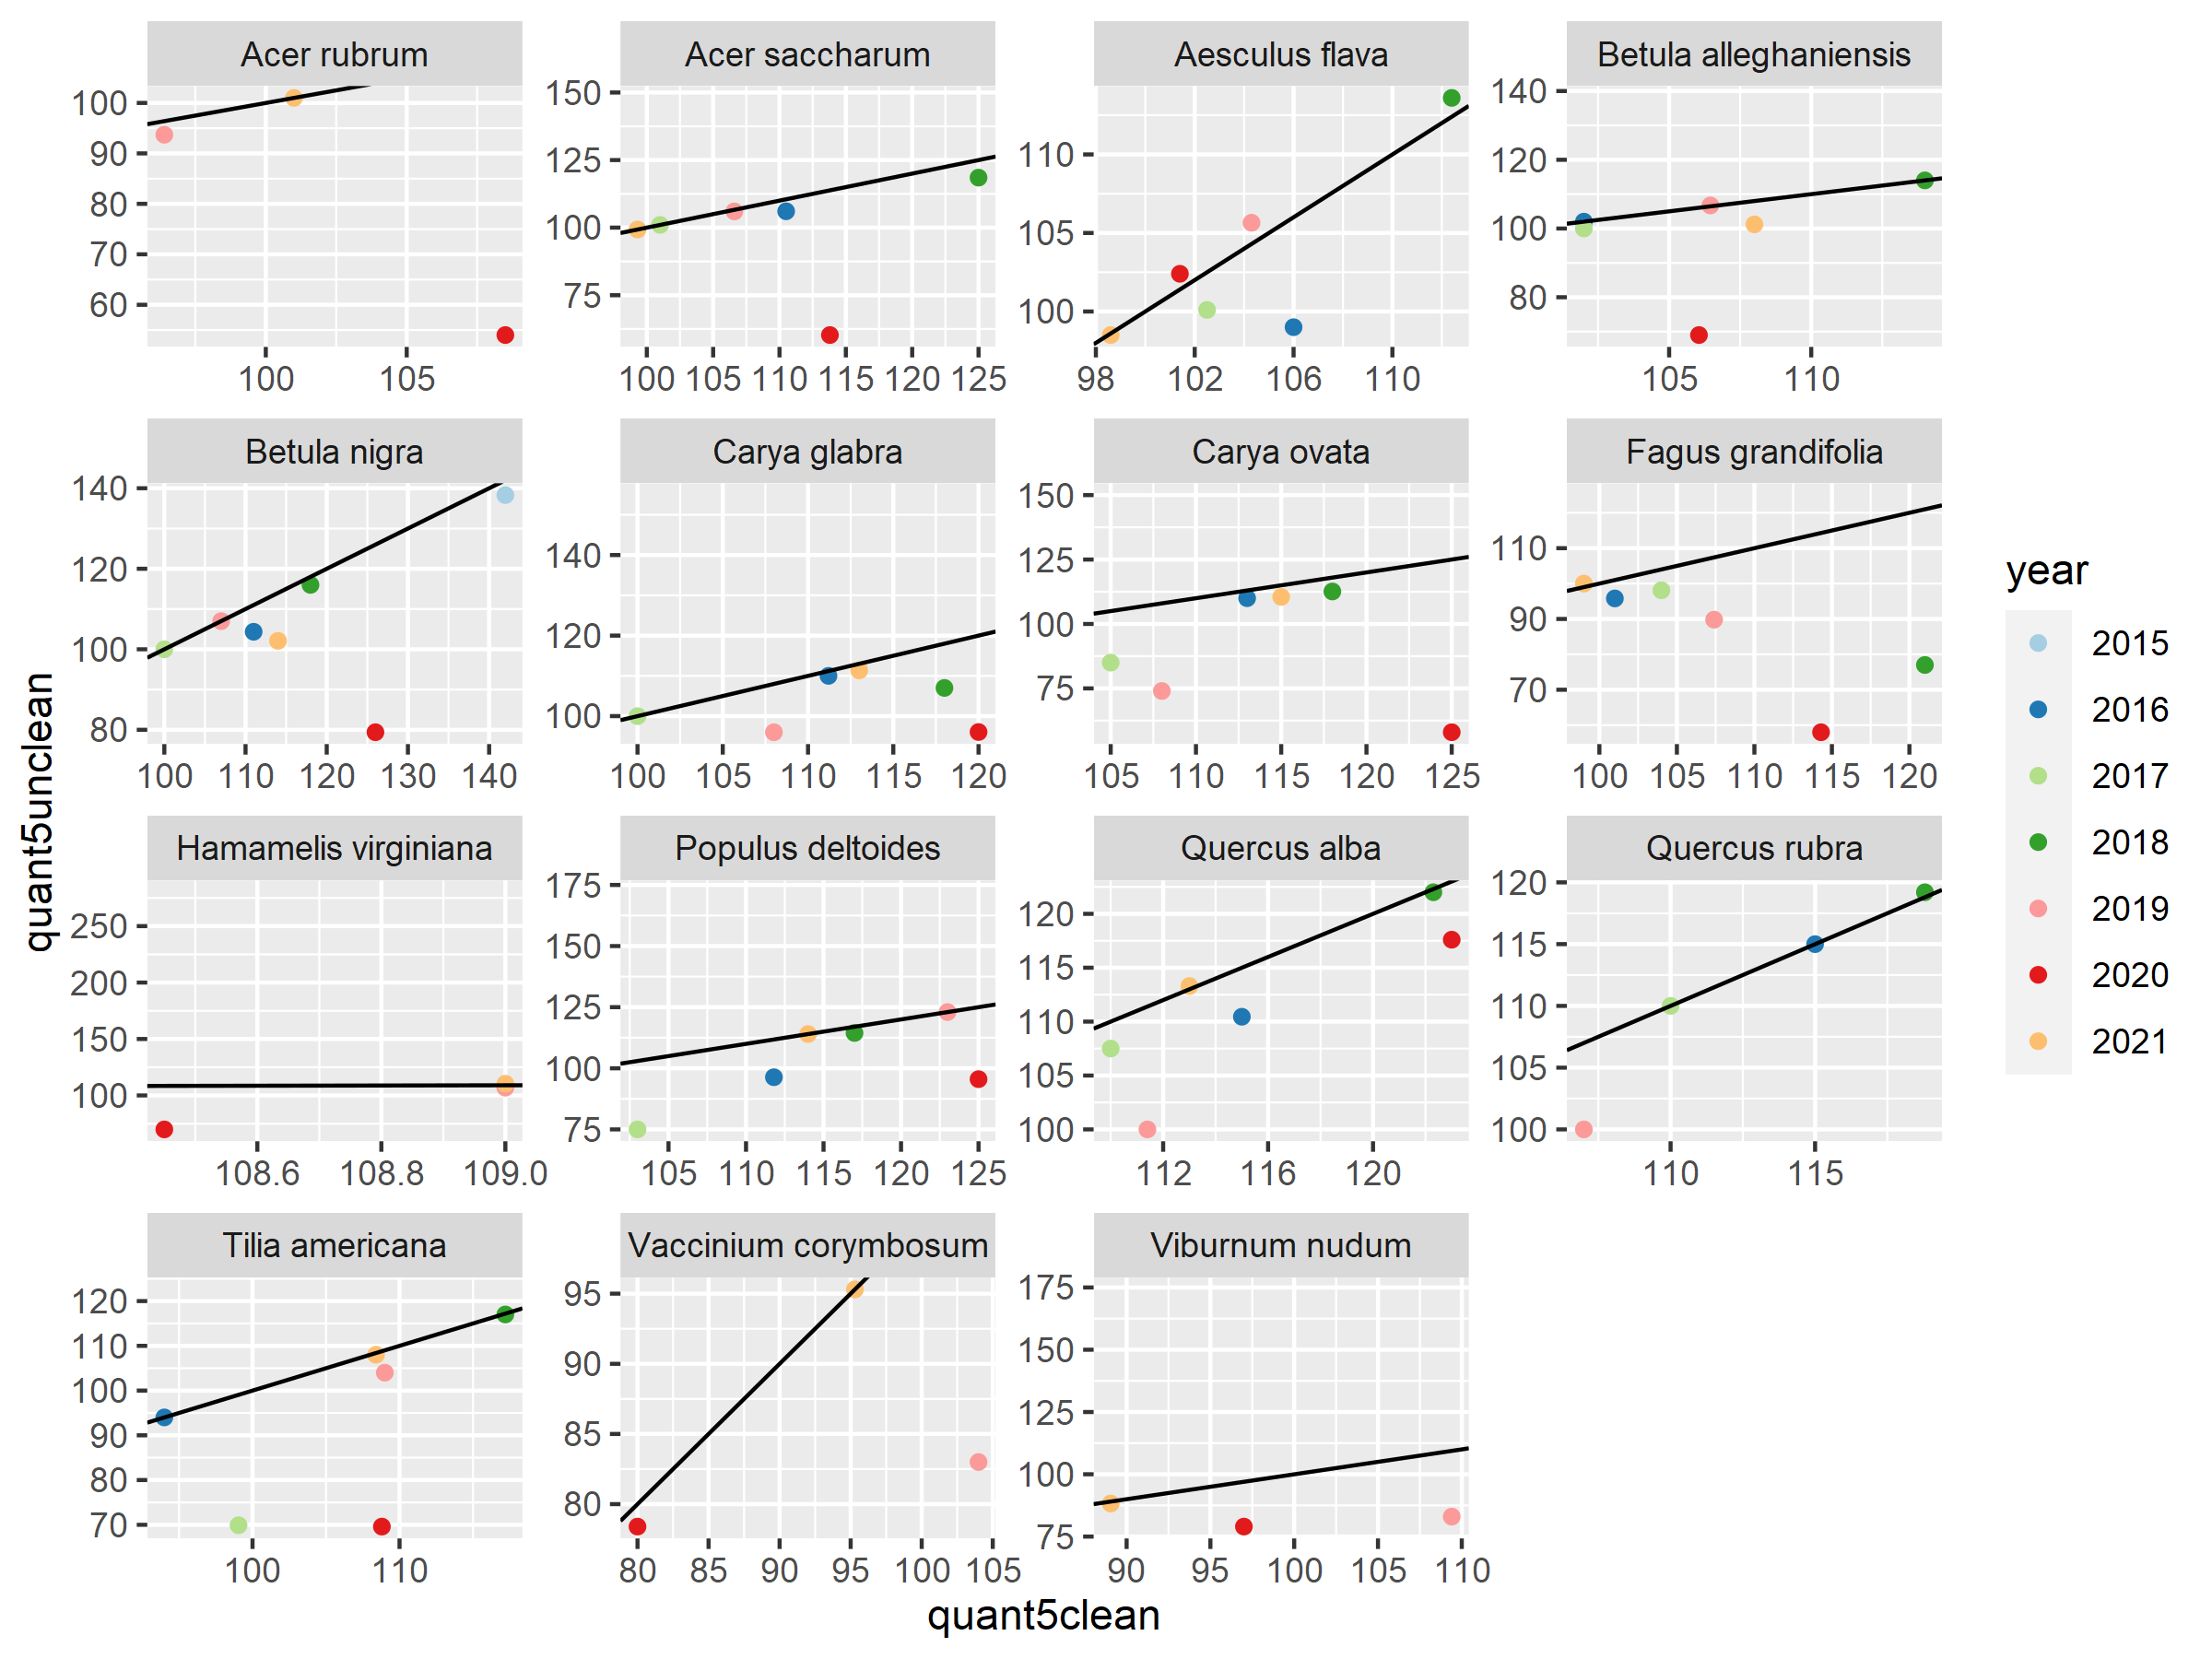 Acer rubrum
Acer saccharum
Aesculus flava
Betula alleghaniensis
100
90
80
70
60
100 105
150
125
100
75
100 105 110 115 120 125
110
105
100
98 102 106 110
140
120
100
80
105 110
Betula nigra
Carya glabra
Carya ovata
Fagus grandifolia
140
120
100
80
100 110 120 130 140
140
120
100
100 105 110 115 120
150
125
100
75
105 110 115 120 125
110
90
70
100 105 110 115 120
Hamamelis virginiana
Populus deltoides
Quercus alba
Quercus rubra
250
200
150
100
108.6 108.8 109.0
175
150
125
100
75
105 110 115 120 125
120
115
110
105
100
112 116 120
120
115
110
105
100
110 115
Tilia americana
Vaccinium corymbosum
Viburnum nudum
120
110
100
90
80
70
100 110
95
90
85
80
80 85 90 95 100 105
175
150
125
100
75
90 95 100 105 110
quant5unclean
quant5clean
year
2015
2016
2017
2018
2019
2020
2021